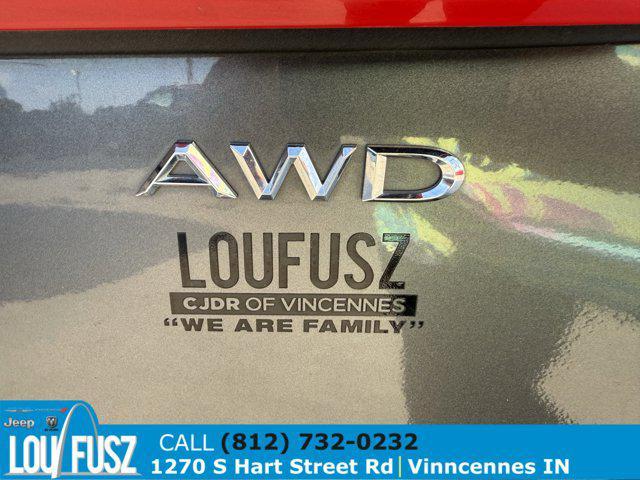 AWD
LOUFUSZ
CJDR OF VINCENNES
“WE ARE FAMILY”
Jeep
LOU FUSZ
CALL (812) 732-0232
1270 S Hart Street Rd | Vinncennes IN